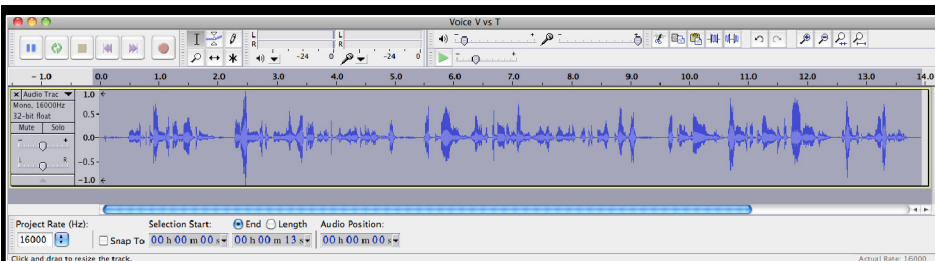 Voice V vs T
L
R
-24 0 -24 0
L
R
- 1.0 0.0 1.0 2.0 3.0 4.0 5.0 6.0 7.0 8.0 9.0 10.0 11.0 12.0 13.0 14.0
× Audio Trac ▼ 1.0
Mono, 16000Hz
32-bit float 0.5-
Mute Solo
0.0-
- +
L R -0.5-
-1.0
Project Rate (Hz): Selection Start: End Length Audio Position:
16000 Snap To 00 h 00 m 00 s 00 h 00 m 13 s 00 h 00 m 00 s
Click and drag to resize the track. Actual Rate: 16000